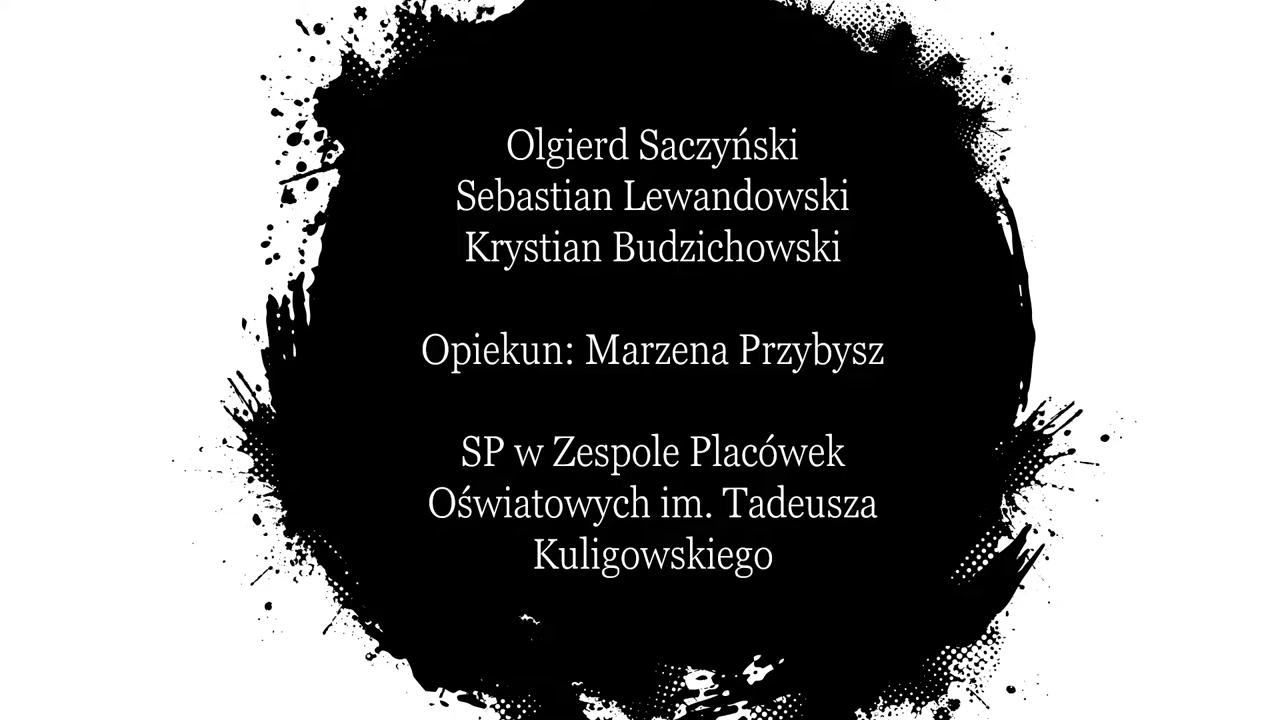 Olgierd Saczyński
Sebastian Lewandowski
Krystian Budzichowski
Opiekun: Marzena Przybysz
SP w Zespole Placówek
Oświatowych im. Tadeusza
Kuligowskiego